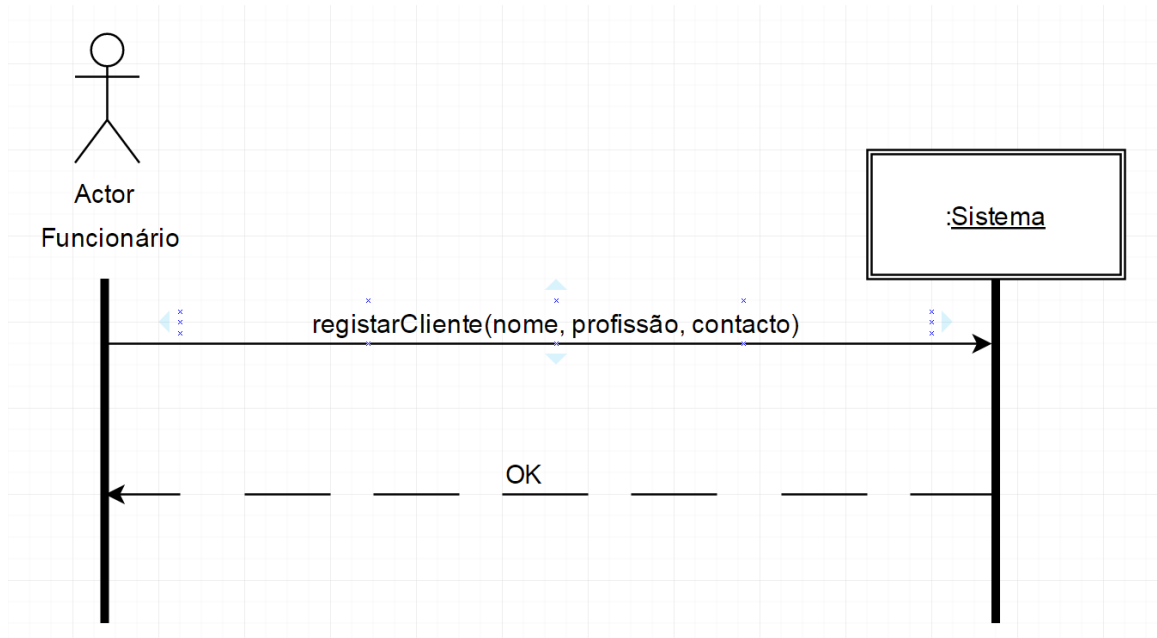 Actor
Funcionário
:Sistema
registarCliente(nome, profissão, contacto)
OK